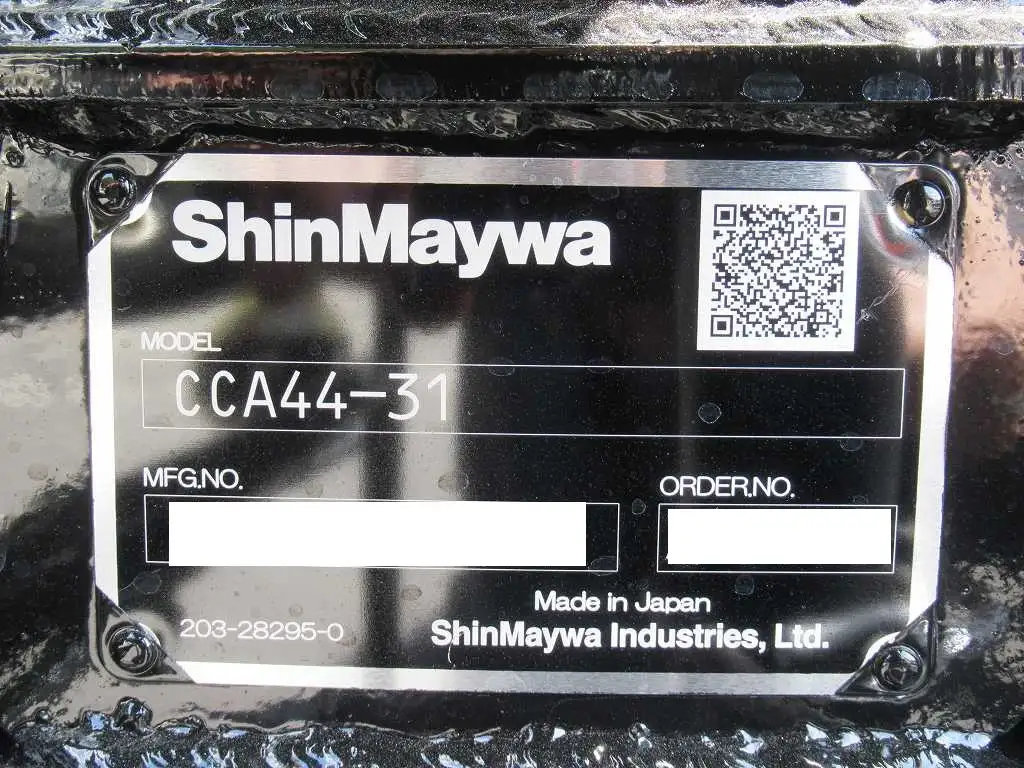 ShinMaywa
MODEL
CCA44-31
MFG.NO.
ORDER.NO.
Made in Japan
203-28295-0
ShinMaywa Industries, Ltd.